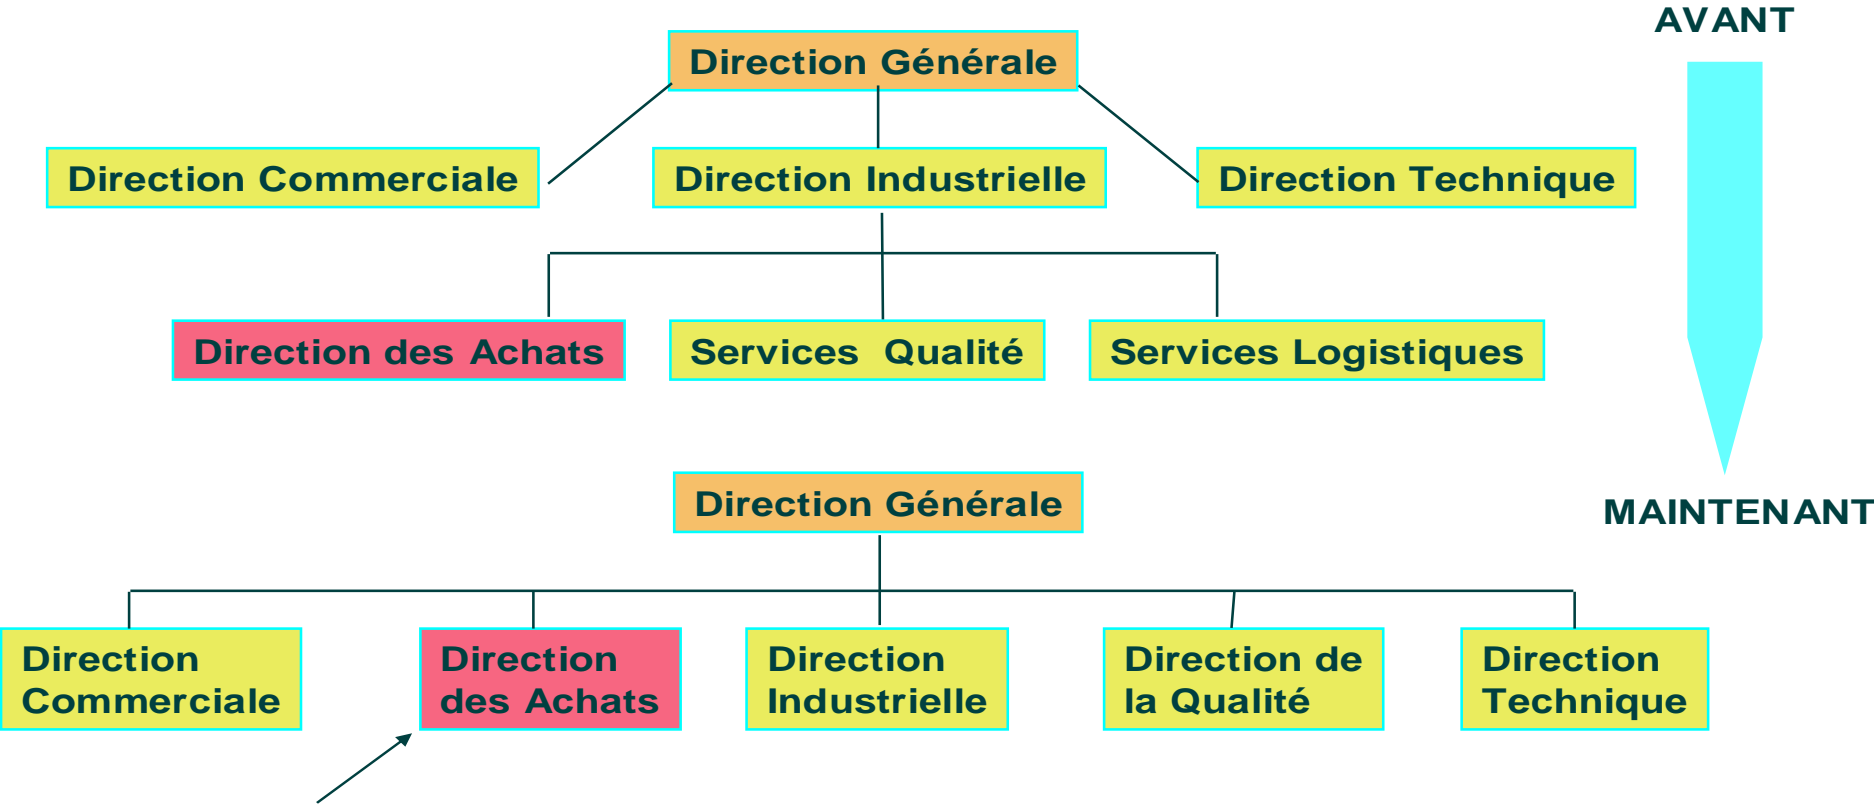 AVANT
Direction Générale
Direction Commerciale
Direction Industrielle
Direction Technique
Direction des Achats
Services Qualité
Services Logistiques
Direction Générale
MAINTENANT
Direction
Commerciale
Direction
des Achats
Direction
Industrielle
Direction de
la Qualité
Direction
Technique